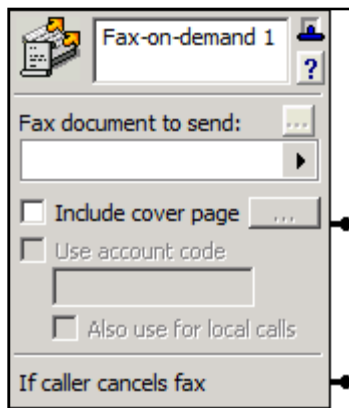 Fax-on-demand 1
?
Fax document to send:
...
Include cover page ...
Use account code
Also use for local calls
If caller cancels fax